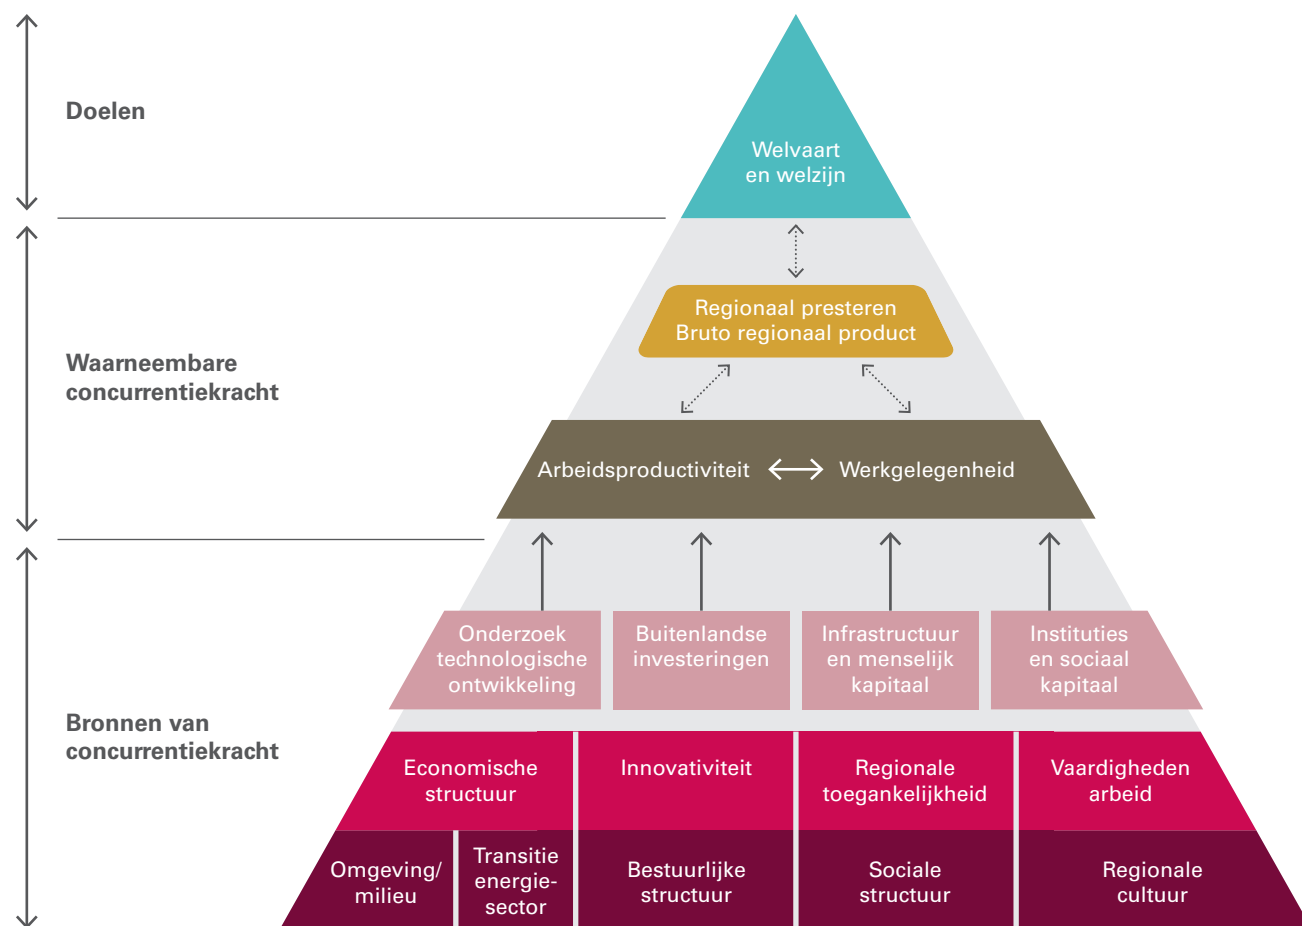 Doelen
Welvaart
en welzijn
Waarneembare
concurrentiekracht
Regionaal presteren
Bruto regionaal product
Arbeidsproductiviteit
Werkgelegenheid
Bronnen van
concurrentiekracht
Onderzoek
technologische
ontwikkeling
Buitenlandse
investeringen
Infrastructuur
en menselijk
kapitaal
Instituties
en sociaal
kapitaal
Economische
structuur
Innovativiteit
Regionale
toegankelijkheid
Vaardigheden
arbeid
Omgeving/
milieu
Transitie
energie-
sector
Bestuurlijke
structuur
Sociale
structuur
Regionale
cultuur